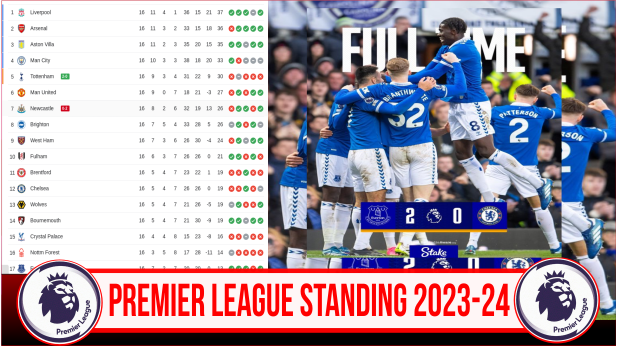 1 Liverpool 16 11 4 1 36 15 21 37
2 Arsenal 16 11 3 2 33 15 18 36
3 Aston Villa 16 11 2 3 35 20 15 35
4 Man City 16 10 3 3 38 18 20 33
5 Tottenham 16 9 3 4 31 22 9 30
6 Man United 16 9 0 7 18 21 -3 27
7 Newcastle 16 8 2 6 32 19 13 26
8 Brighton 16 7 5 4 33 28 5 26
9 West Ham 16 7 3 6 26 30 -4 24
10 Fulham 16 6 3 7 26 26 0 21
11 Brentford 16 5 4 7 23 22 1 19
12 Chelsea 16 5 4 7 26 26 0 19
13 Wolves 16 5 4 7 21 26 -5 19
14 Bournemouth 16 5 4 7 21 30 -9 19
15 Crystal Palace 16 4 4 8 15 23 -8 16
16 Nottm Forest 16 3 5 8 17 28 -11 14
17
FULL
BRANTHWAITE
32
8
PATTERSON
2
2
2 0
Stake
2 0
Premier League
PREMIER LEAGUE STANDING 2023-24
Premier League